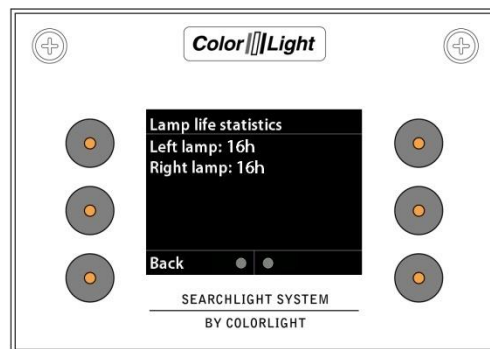 Color Light
Lamp life statistics
Left lamp: 16h
Right lamp: 16h
Back
SEARCHLIGHT SYSTEM
BY COLORLIGHT